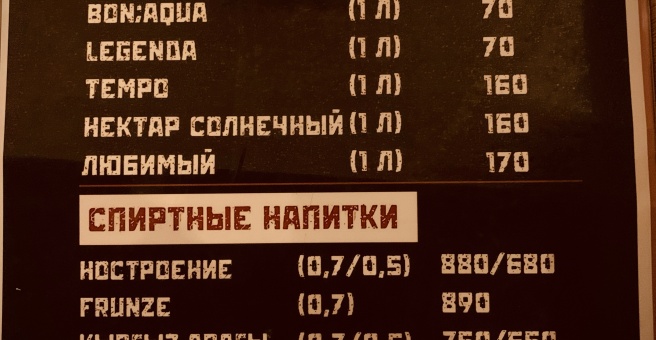 BON;AQUA (1 Л) 70
LEGENDA (1 Л) 70
ТЕМРО (1 Л) 160
НЕКТАР СОЛНЕЧНЫЙ (1 Л) 160
ЛЮБИМЫЙ (1 Л) 170
СПИРТНЫЕ НАПИТКИ
НОСТРОЕНИЕ (0,7/0,5) 880/680
FRUNZE (0,7) 890